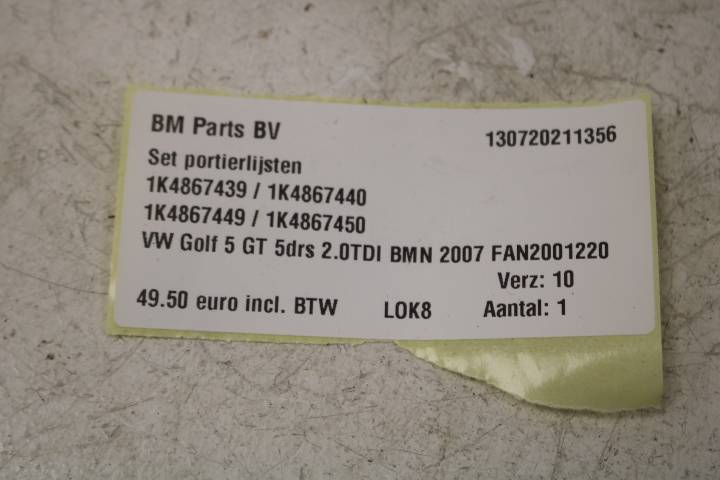 BM Parts BV 130720211356
Set portierlijsten
1K4867439 / 1K4867440
1K4867449 / 1K4867450
VW Golf 5 GT 5drs 2.0TDI BMN 2007 FAN2001220
Verz: 10
49.50 euro incl. BTW LOK8 Aantal: 1